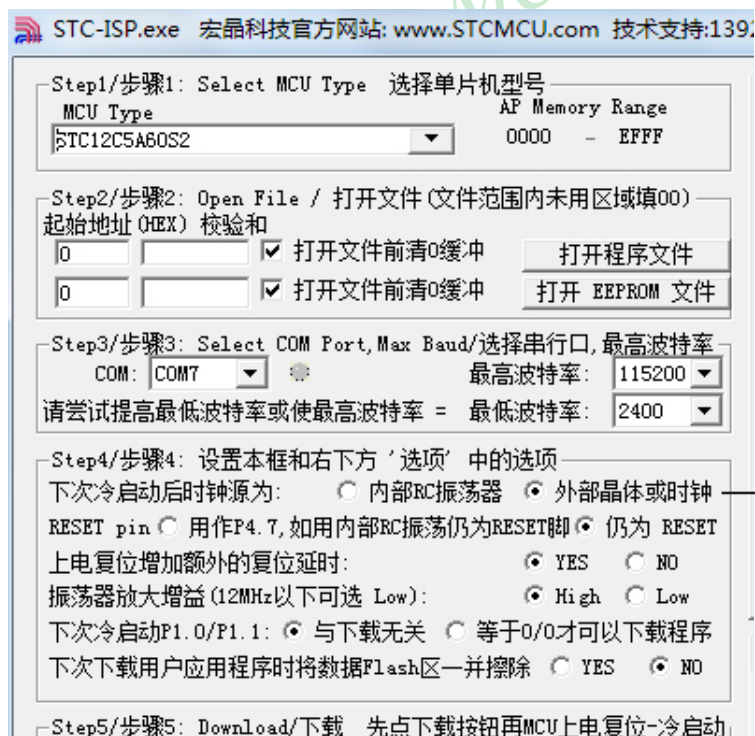 STC-ISP.exe 宏晶科技官方网站: www.STCMCU.com 技术支持:1392
Step1/步骤1: Select MCU Type 选择单片机型号
MCU Type AP Memory Range
STC12C5A60S2 0000 - EFFF
Step2/步骤2: Open File / 打开文件(文件范围内未用区域填00)
起始地址(HEX) 校验和
0 打开文件前清0缓冲 打开程序文件
0 打开文件前清0缓冲 打开 EEPROM 文件
Step3/步骤3: Select COM Port,Max Baud/选择串行口,最高波特率
COM: COM7 最高波特率: 115200
请尝试提高最低波特率或使最高波特率 = 最低波特率: 2400
Step4/步骤4: 设置本框和右下方 '选项' 中的选项
下次冷启动后时钟源为: 内部RC振荡器 外部晶体或时钟
RESET pin 用作P4.7,如用内部RC振荡仍为RESET脚 仍为 RESET
上电复位增加额外的复位延时: YES NO
振荡器放大增益(12MHz以下可选 Low): High Low
下次冷启动P1.0/P1.1: 与下载无关 等于0/0才可以下载程序
下次下载用户应用程序时将数据Flash区一并擦除 YES NO
Step5/步骤5: Download/下载 先点下载按钮再MCU上电复位-冷启动